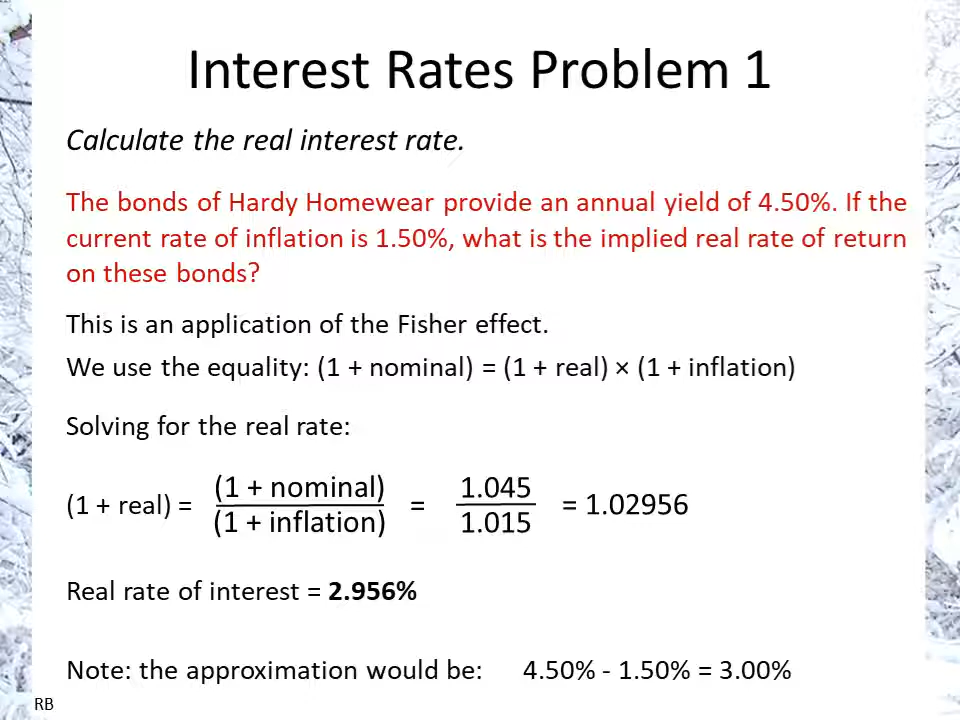 Interest Rates Problem 1
Calculate the real interest rate.
The bonds of Hardy Homewear provide an annual yield of 4.50%. If the
current rate of inflation is 1.50%, what is the implied real rate of return
on these bonds?
This is an application of the Fisher effect.
We use the equality: (1 + nominal) = (1 + real) × (1 + inflation)
Solving for the real rate:
(1 + real) = (1 + nominal) / (1 + inflation) = 1.045 / 1.015 = 1.02956
Real rate of interest = 2.956%
Note: the approximation would be: 4.50% - 1.50% = 3.00%
RB